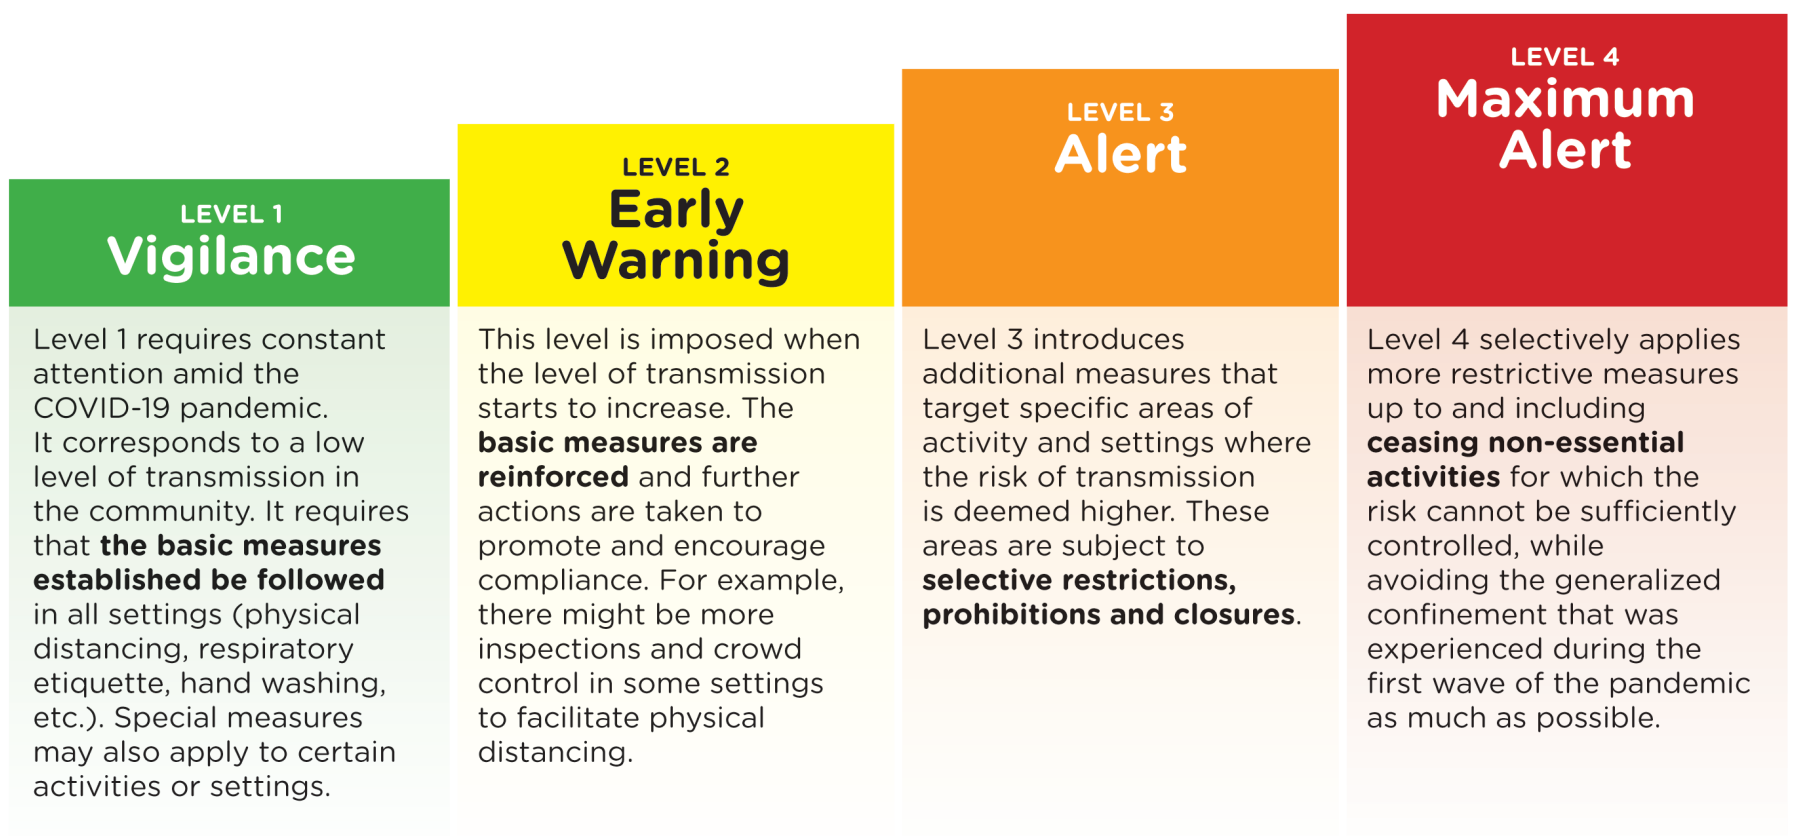 LEVEL 1
Vigilance
Level 1 requires constant
attention amid the
COVID-19 pandemic.
It corresponds to a low
level of transmission in
the community. It requires
that the basic measures
established be followed
in all settings (physical
distancing, respiratory
etiquette, hand washing,
etc.). Special measures
may also apply to certain
activities or settings.
LEVEL 2
Early
Warning
This level is imposed when
the level of transmission
starts to increase. The
basic measures are
reinforced and further
actions are taken to
promote and encourage
compliance. For example,
there might be more
inspections and crowd
control in some settings
to facilitate physical
distancing.
LEVEL 3
Alert
Level 3 introduces
additional measures that
target specific areas of
activity and settings where
the risk of transmission
is deemed higher. These
areas are subject to
selective restrictions,
prohibitions and closures.
LEVEL 4
Maximum
Alert
Level 4 selectively applies
more restrictive measures
up to and including
ceasing non-essential
activities for which the
risk cannot be sufficiently
controlled, while
avoiding the generalized
confinement that was
experienced during the
first wave of the pandemic
as much as possible.